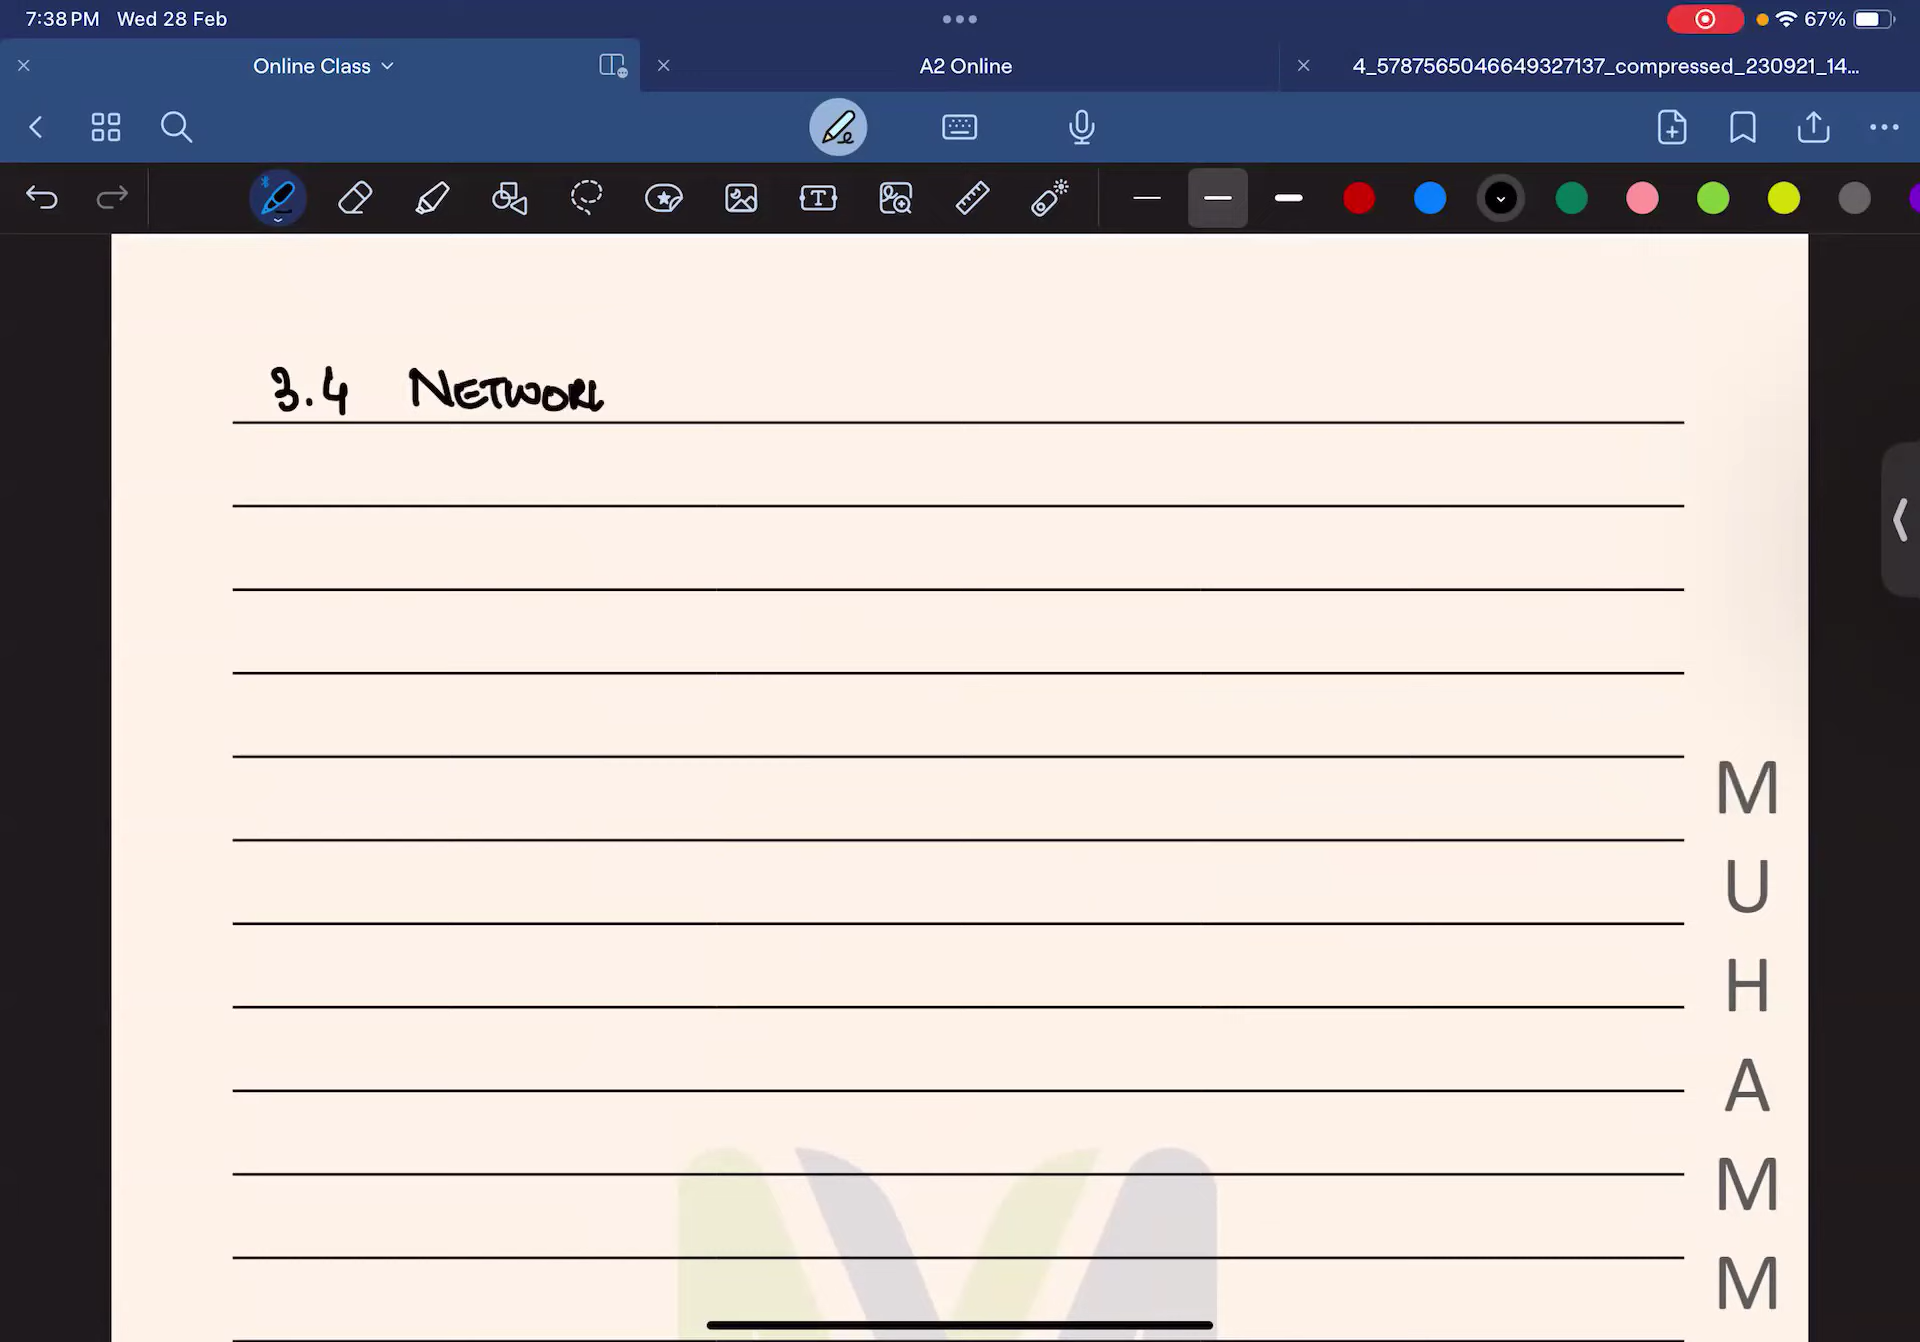 7:38 PM Wed 28 Feb
67%
Online Class
A2 Online
4_5787565046649327137_compressed_230921_14...
3.4 NETWORK
M
U
H
A
M
M